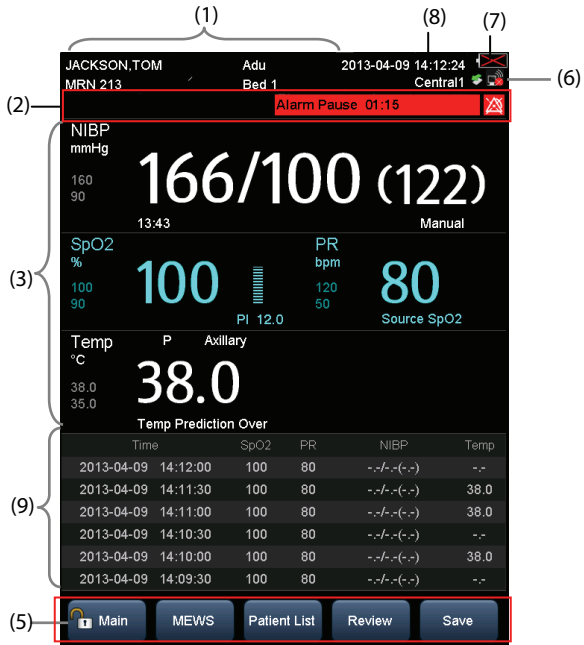 (1)
(8)
(7)
JACKSON,TOM Adu 2013-04-09 14:12:24
MRN 213 Bed 1 Central1
(6)
(2)
Alarm Pause 01:15
NIBP
mmHg
160
90
166/100 (122)
13:43 Manual
(3)
SpO2
%
100
90
100
PI 12.0
PR
bpm
120
50
80
Source SpO2
Temp P Axillary
°C
38.0
35.0
38.0
Temp Prediction Over
Time SpO2 PR NIBP Temp
2013-04-09 14:12:00 100 80 -.-/-.-(-.-) -.-
2013-04-09 14:11:30 100 80 -.-/-.-(-.-) 38.0
2013-04-09 14:11:00 100 80 -.-/-.-(-.-) 38.0
(9)
2013-04-09 14:10:30 100 80 -.-/-.-(-.-) -.-
2013-04-09 14:10:00 100 80 -.-/-.-(-.-) 38.0
2013-04-09 14:09:30 100 80 -.-/-.-(-.-) -.-
(5)
Main MEWS Patient List Review Save